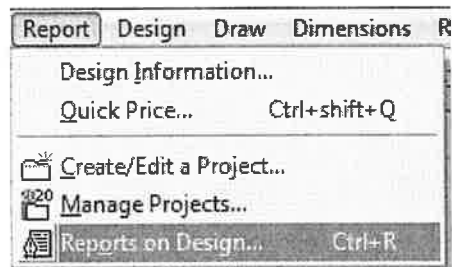 Report Design Draw Dimensions R
Design Information...
Quick Price... Ctrl+shift+Q
Create/Edit a Project...
Manage Projects...
Reports on Design... Ctrl+R